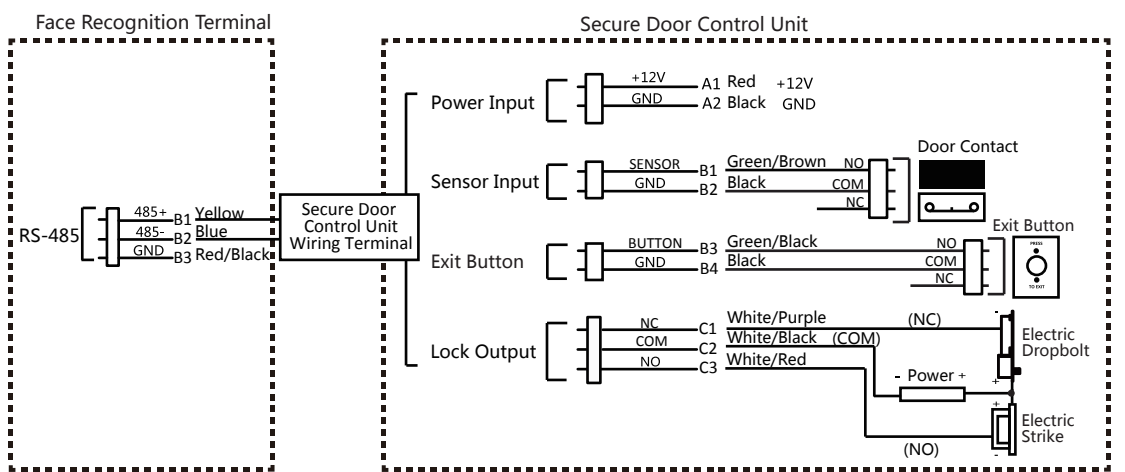 Face Recognition Terminal
Secure Door Control Unit
RS-485
485+ B1 Yellow
485- B2 Blue
GND B3 Red/Black
Secure Door
Control Unit
Wiring Terminal
Power Input
+12V A1 Red +12V
GND A2 Black GND
Sensor Input
SENSOR B1 Green/Brown NO
GND B2 Black COM
NC
Door Contact
Exit Button
BUTTON B3 Green/Black NO
GND B4 Black COM
NC
Exit Button
PRESS
TO EXIT
Lock Output
NC C1 White/Purple (NC)
COM C2 White/Black (COM)
NO C3 White/Red
- Power +
-
Electric
Dropbolt
+
+
Electric
Strike
-
(NO)